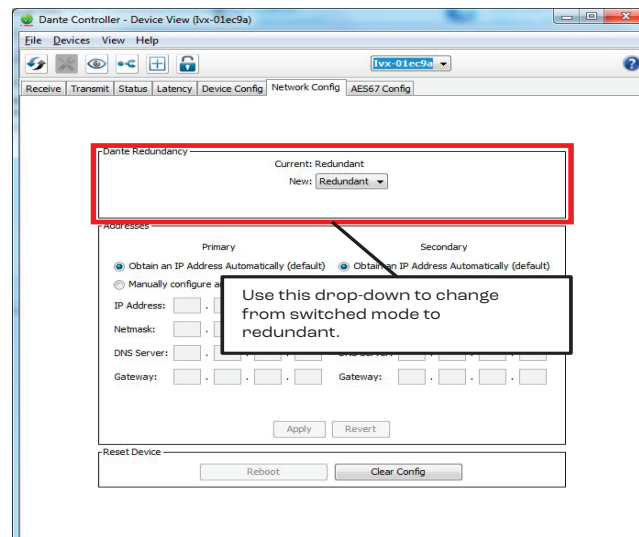 Dante Controller - Device View (Ivx-01ec9a)
File Devices View Help
Ivx-01ec9a
Receive Transmit Status Latency Device Config Network Config AES67 Config
Dante Redundancy
Current: Redundant
New: Redundant
Addresses
Primary Secondary
Obtain an IP Address Automatically (default) Obtain an IP Address Automatically (default)
Manually configure
Use this drop-down to change
from switched mode to
redundant.
IP Address:
Netmask:
DNS Server:
Gateway: Gateway:
Apply Revert
Reset Device
Reboot Clear Config